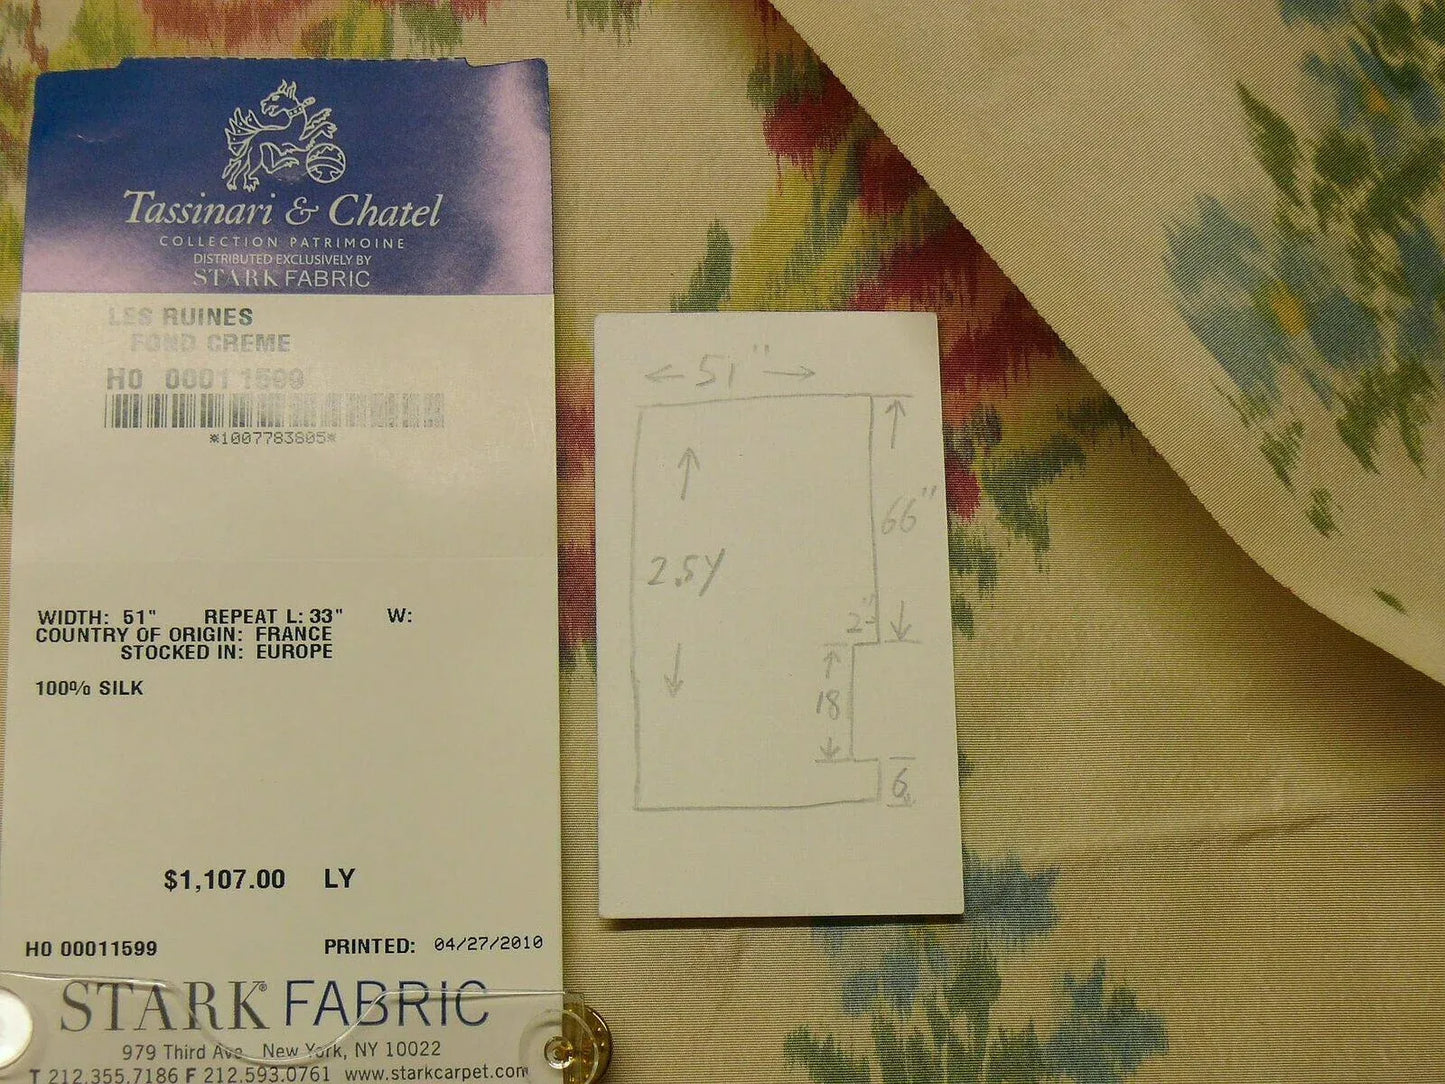 Tassinari & Chatel
COLLECTION PATRIMOINE
DISTRIBUTED EXCLUSIVELY BY
STARK FABRIC
LES RUINES
FOND CREME
HO 00011599
*1007783805*
WIDTH: 51" REPEAT L: 33" W:
COUNTRY OF ORIGIN: FRANCE
STOCKED IN: EUROPE
100% SILK
$1,107.00 LY
HO 00011599 PRINTED: 04/27/2010
STARK® FABRIC
979 Third Ave New York, NY 10022
T 212.355.7186 F 212.593.0761 www.starkcarpet.com
51"
66"
2.5Y
2"
18
6